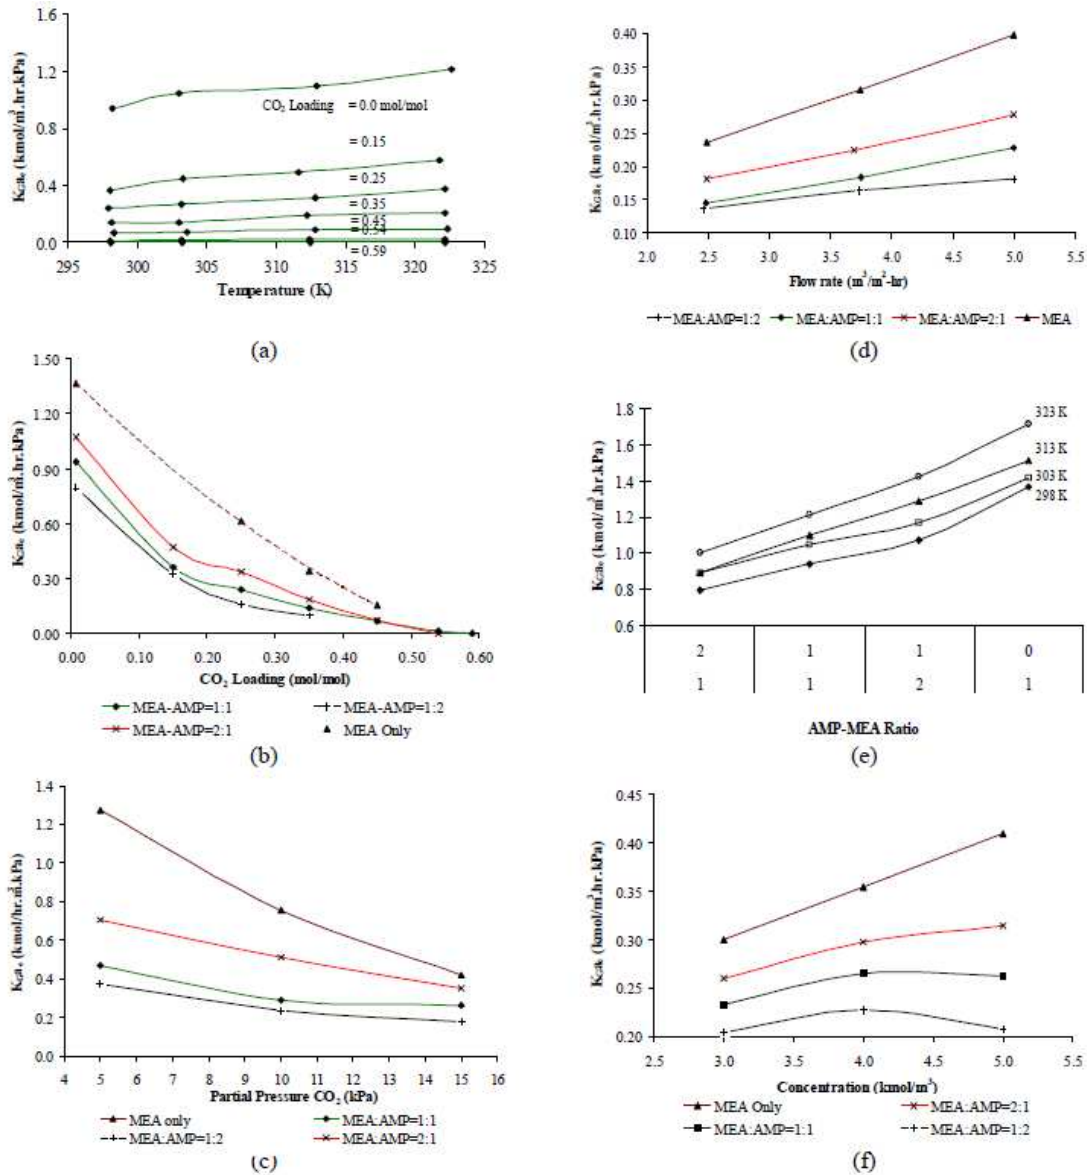 1.6
1.2
0.8
0.4
0.0
K_Ga_e (kmol/m³.hr.kPa)
CO₂ Loading = 0.0 mol/mol
= 0.15
= 0.25
= 0.35
= 0.45
= 0.54
= 0.59
295 300 305 310 315 320 325
Temperature (K)
(a)
1.50
1.20
0.90
0.60
0.30
0.00
K_Ga_e (kmol/m³.hr.kPa)
0.00 0.10 0.20 0.30 0.40 0.50 0.60
CO₂ Loading (mol/mol)
MEA-AMP=1:1 MEA-AMP=1:2
MEA-AMP=2:1 MEA Only
(b)
1.4
1.2
1.0
0.8
0.6
0.4
0.2
0.0
K_Ga_e (kmol/hr.m³.kPa)
4 5 6 7 8 9 10 11 12 13 14 15 16
Partial Pressure CO₂ (kPa)
MEA only MEA:AMP=1:1
MEA:AMP=1:2 MEA:AMP=2:1
(c)
0.40
0.35
0.30
0.25
0.20
0.15
0.10
K_Ga_e (kmol/m³.hr.kPa)
2.0 2.5 3.0 3.5 4.0 4.5 5.0 5.5
Flow rate (m³/m²-hr)
MEA:AMP=1:2 MEA:AMP=1:1 MEA:AMP=2:1 MEA
(d)
1.8
1.6
1.4
1.2
1.0
0.8
0.6
K_Ga_e (kmol/m³.hr.kPa)
323 K
313 K
303 K
298 K
2 1 1 0
1 1 2 1
AMP-MEA Ratio
(e)
0.45
0.40
0.35
0.30
0.25
0.20
K_Ga_e (kmol/m³.hr.kPa)
2.5 3.0 3.5 4.0 4.5 5.0 5.5
Concentration (kmol/m³)
MEA Only MEA:AMP=2:1
MEA:AMP=1:1 MEA:AMP=1:2
(f)